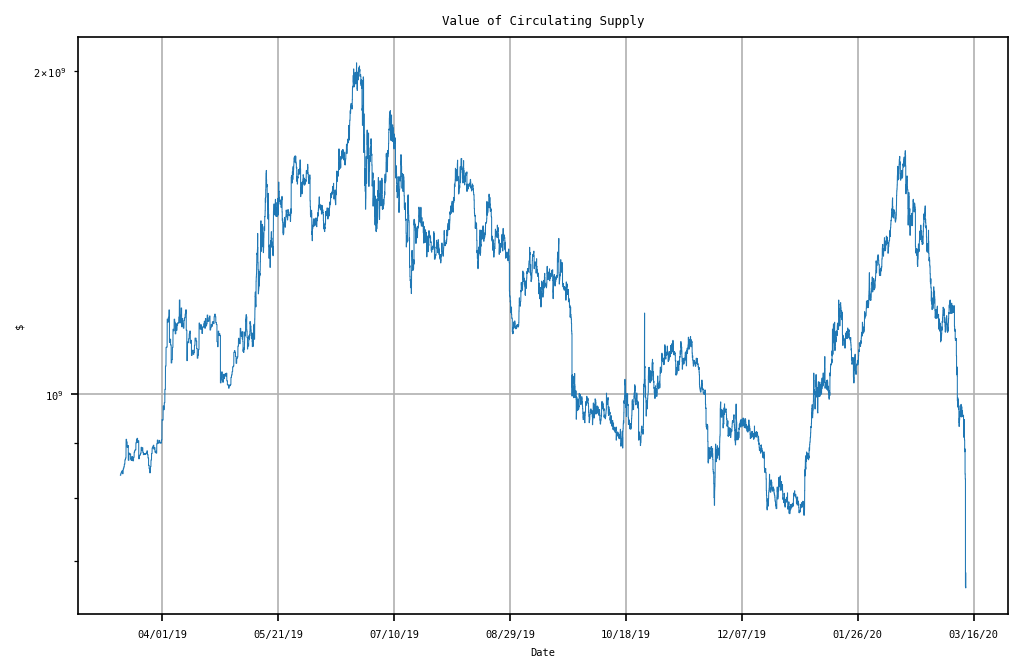 Value of Circulating Supply
2×10⁹
$
10⁹
04/01/19 05/21/19 07/10/19 08/29/19 10/18/19 12/07/19 01/26/20 03/16/20
Date